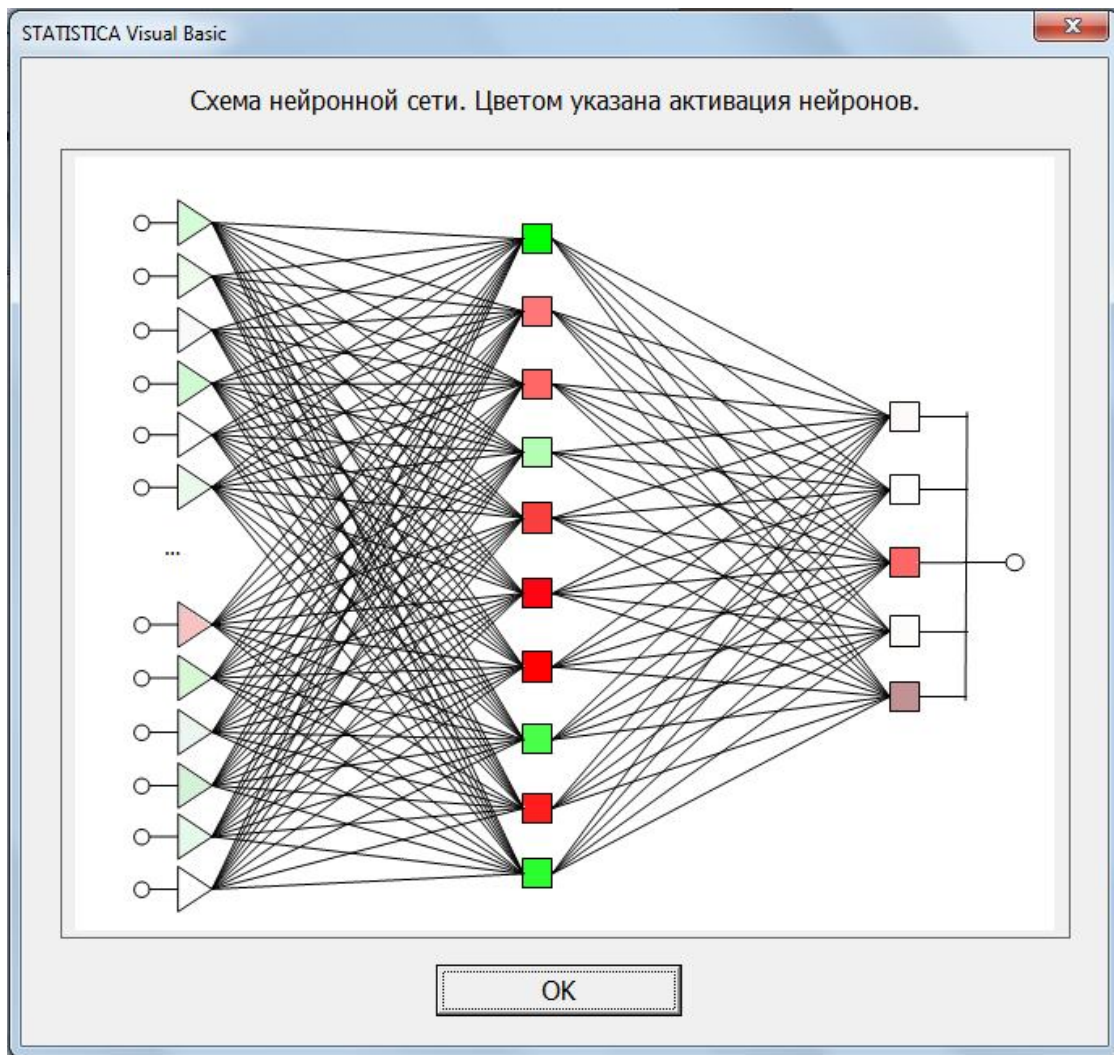 STATISTICA Visual Basic
Схема нейронной сети. Цветом указана активация нейронов.
...
OK